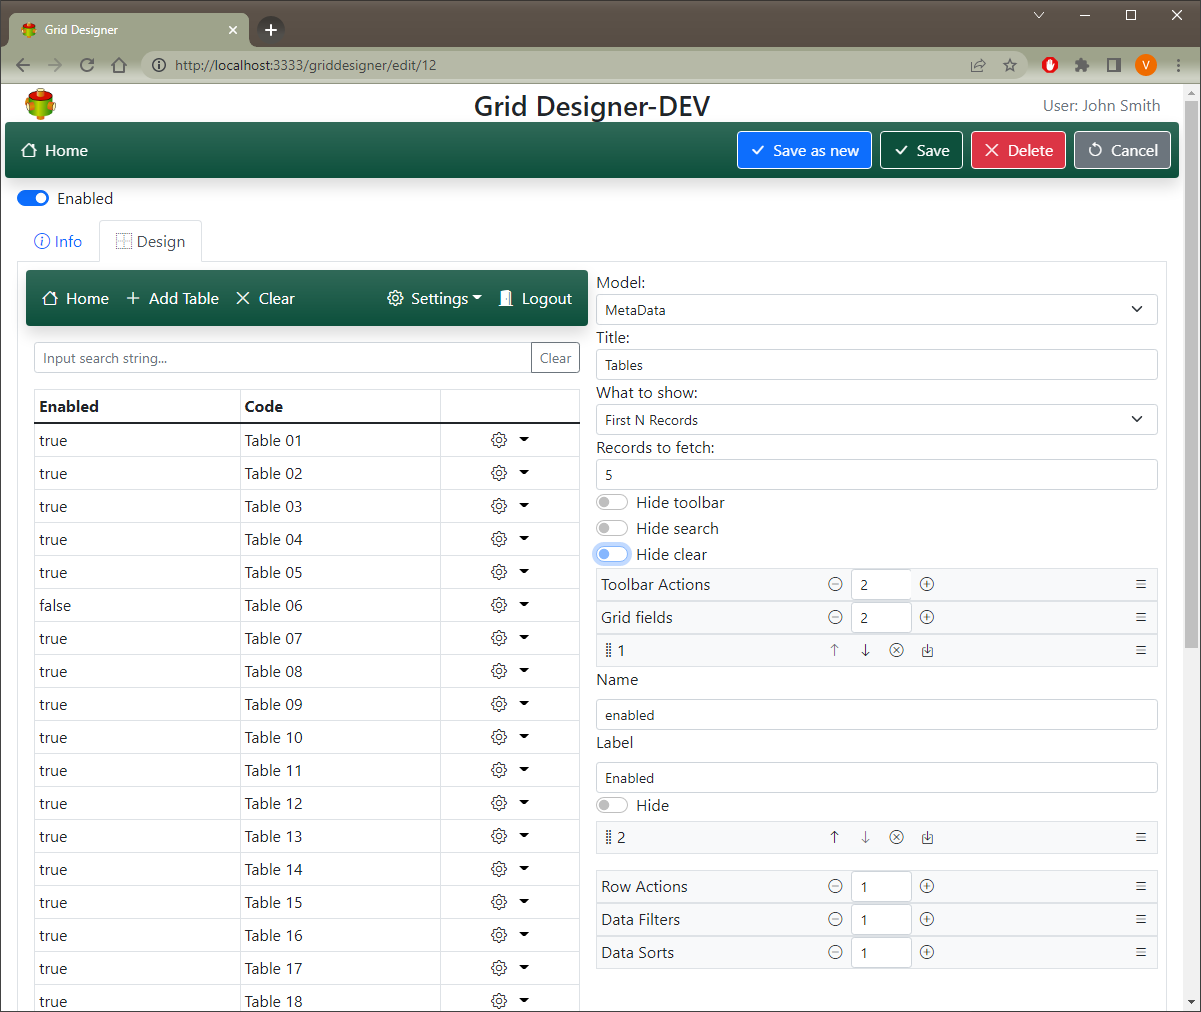 Grid Designer
http://localhost:3333/griddesigner/edit/12
V
Grid Designer-DEV
User: John Smith
Home
Save as new
Save
Delete
Cancel
Enabled
Info
Design
Home
Add Table
Clear
Settings
Logout
Input search string...
Clear
Enabled Code
true Table 01
true Table 02
true Table 03
true Table 04
true Table 05
false Table 06
true Table 07
true Table 08
true Table 09
true Table 10
true Table 11
true Table 12
true Table 13
true Table 14
true Table 15
true Table 16
true Table 17
true Table 18
Model:
MetaData
Title:
Tables
What to show:
First N Records
Records to fetch:
5
Hide toolbar
Hide search
Hide clear
Toolbar Actions 2
Grid fields 2
1
Name
enabled
Label
Enabled
Hide
2
Row Actions 1
Data Filters 1
Data Sorts 1